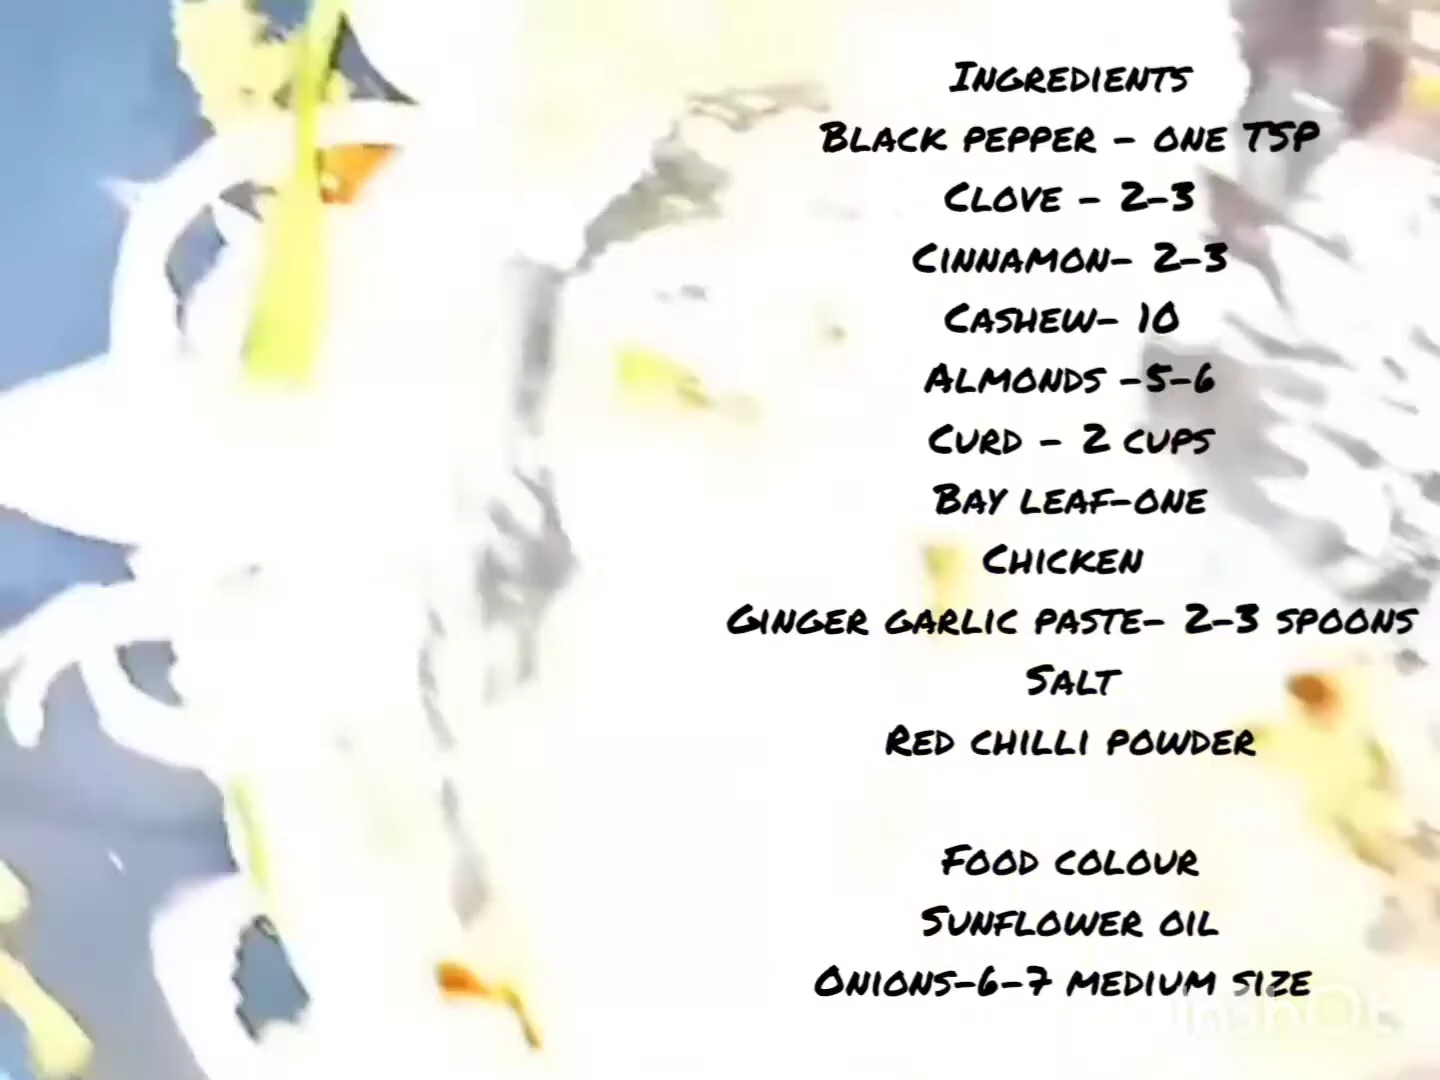 Ingredients
Black pepper - one TSP
Clove - 2-3
Cinnamon- 2-3
Cashew- 10
Almonds -5-6
Curd - 2 cups
Bay leaf-one
Chicken
Ginger garlic paste- 2-3 spoons
Salt
Red chilli powder
Food colour
Sunflower oil
Onions-6-7 medium size
InShOt